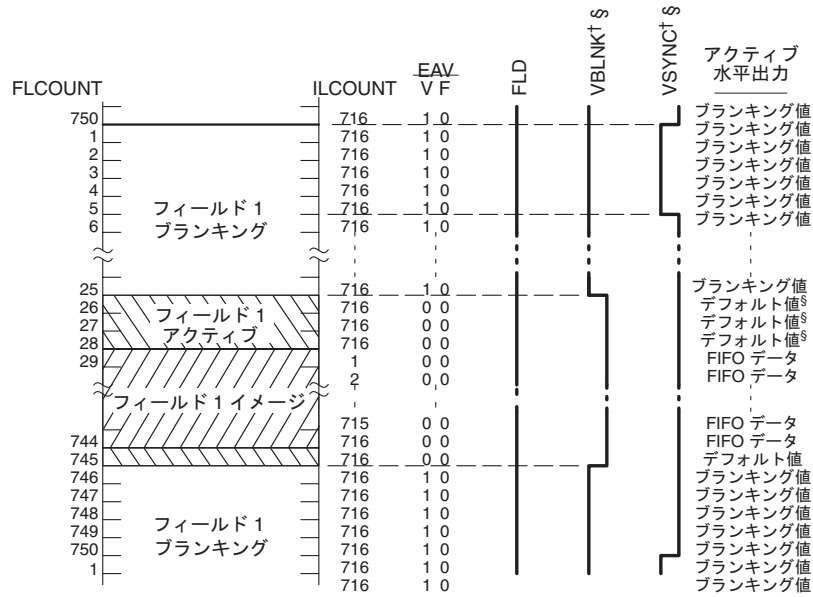 EAV
FLCOUNT ILCOUNT V F FLD VBLNK† § VSYNC† § アクティブ
水平出力
750 716 1 0 ブランキング値
1 716 1 0 ブランキング値
2 716 1 0 ブランキング値
3 716 1 0 ブランキング値
4 716 1 0 ブランキング値
5 716 1 0 ブランキング値
6 716 1 0 ブランキング値
フィールド 1
ブランキング
25 716 1 0 ブランキング値
26 716 0 0 デフォルト値§
27 716 0 0 デフォルト値§
28 716 0 0 デフォルト値§
フィールド 1
アクティブ
29 1 0 0 FIFO データ
2 0 0 FIFO データ
フィールド 1 イメージ
715 0 0 FIFO データ
744 716 0 0 FIFO データ
745 716 0 0 デフォルト値
746 716 1 0 ブランキング値
747 716 1 0 ブランキング値
748 716 1 0 ブランキング値
749 716 1 0 ブランキング値
750 716 1 0 ブランキング値
1 716 1 0 ブランキング値
716 1 0 ブランキング値
フィールド 1
ブランキング